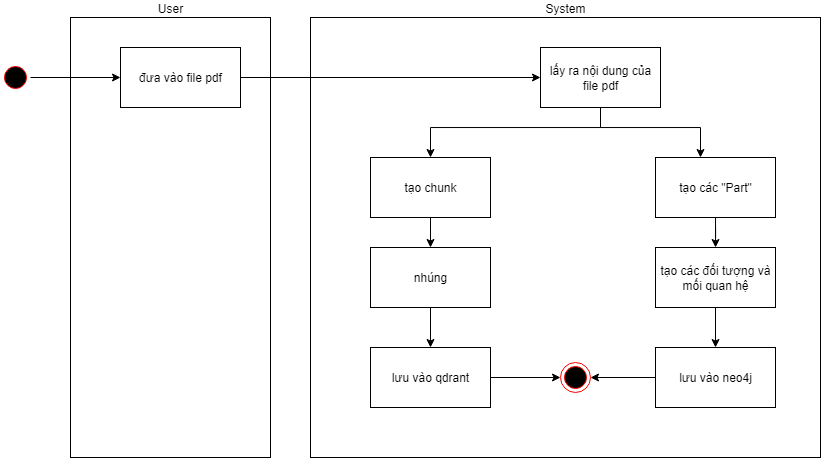 User
System
đưa vào file pdf
lấy ra nội dung của
file pdf
tạo chunk
tạo các "Part"
nhúng
tạo các đối tượng và
mối quan hệ
lưu vào qdrant
lưu vào neo4j